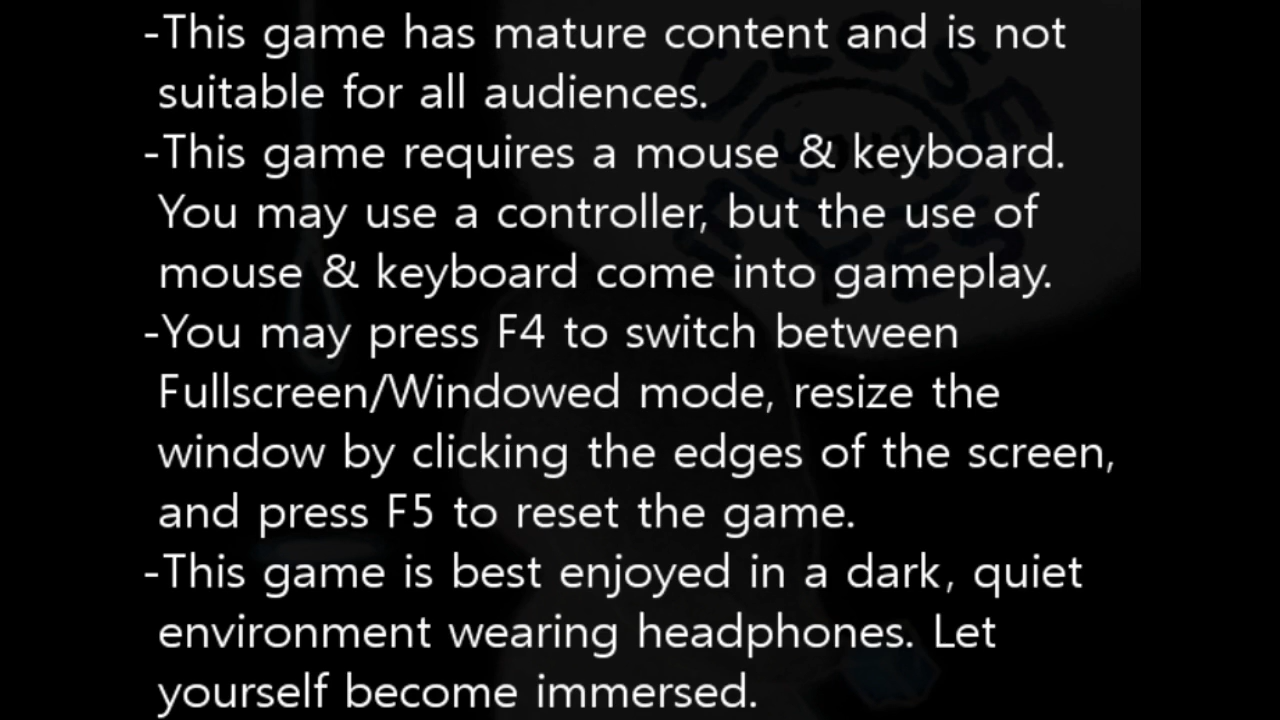 -This game has mature content and is not
suitable for all audiences.
-This game requires a mouse & keyboard.
You may use a controller, but the use of
mouse & keyboard come into gameplay.
-You may press F4 to switch between
Fullscreen/Windowed mode, resize the
window by clicking the edges of the screen,
and press F5 to reset the game.
-This game is best enjoyed in a dark, quiet
environment wearing headphones. Let
yourself become immersed.
CLOSE
YOUR
EYES